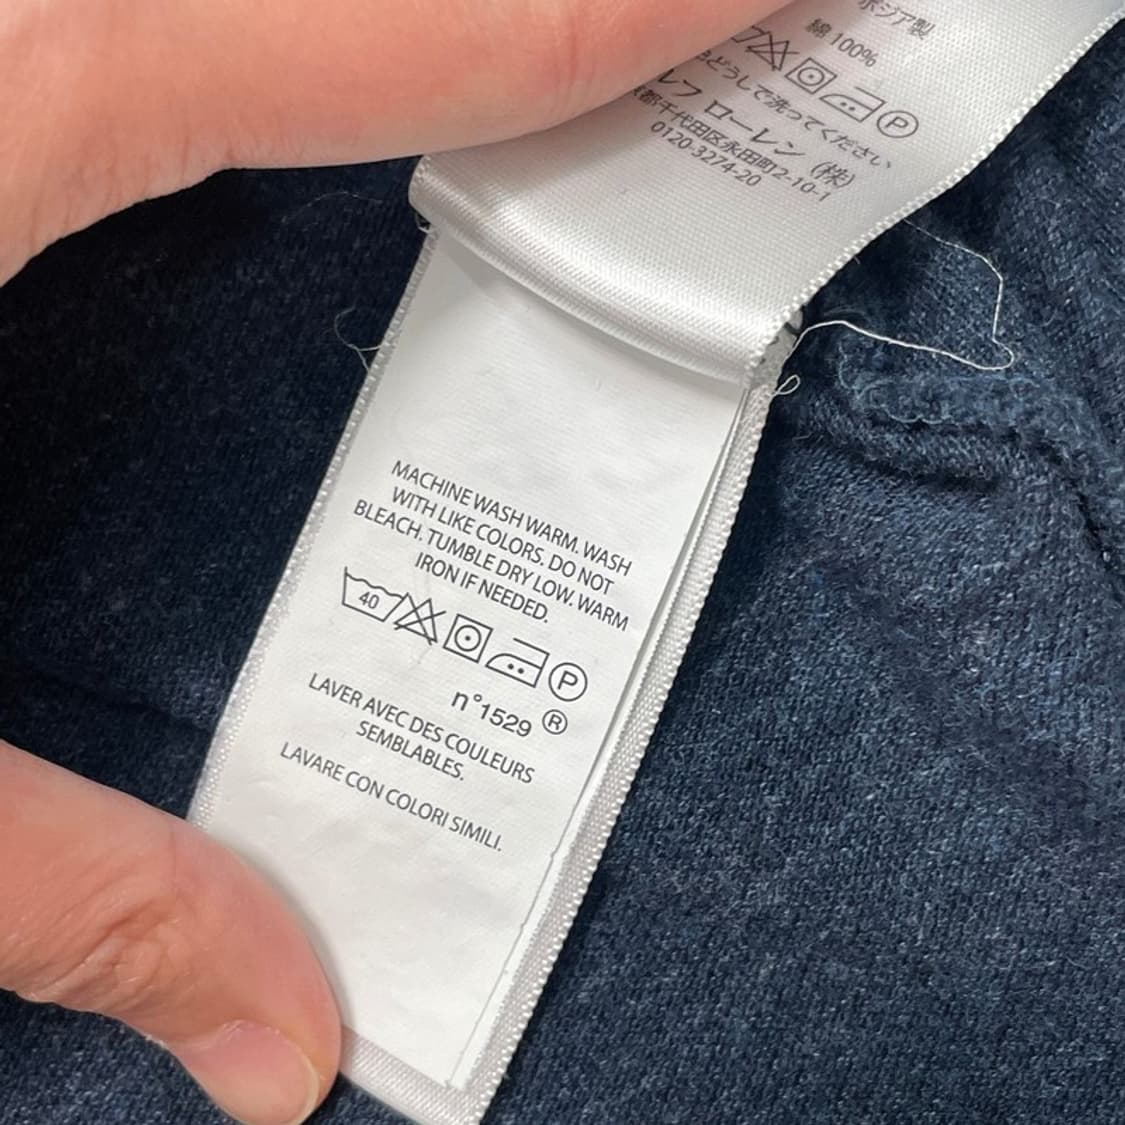 ボジア製
綿 100%
色どうしで洗ってください
レフ ローレン (株)
京都千代田区永田町2-10-1
0120-3274-20
MACHINE WASH WARM. WASH
WITH LIKE COLORS. DO NOT
BLEACH. TUMBLE DRY LOW. WARM
IRON IF NEEDED.
40
P
P
n°1529 ®
LAVER AVEC DES COULEURS
SEMBLABLES.
LAVARE CON COLORI SIMILI.